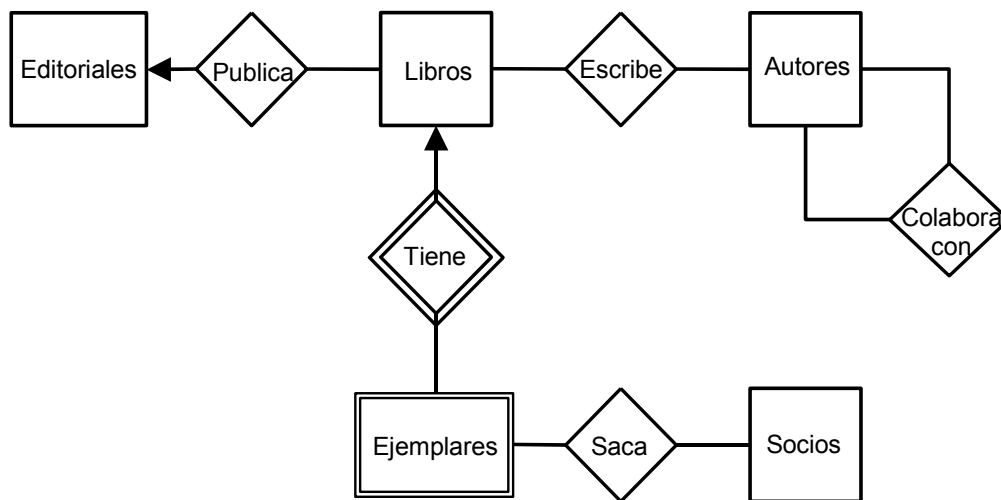 Editoriales
Publica
Libros
Escribe
Autores
Colabora
con
Tiene
Ejemplares
Saca
Socios